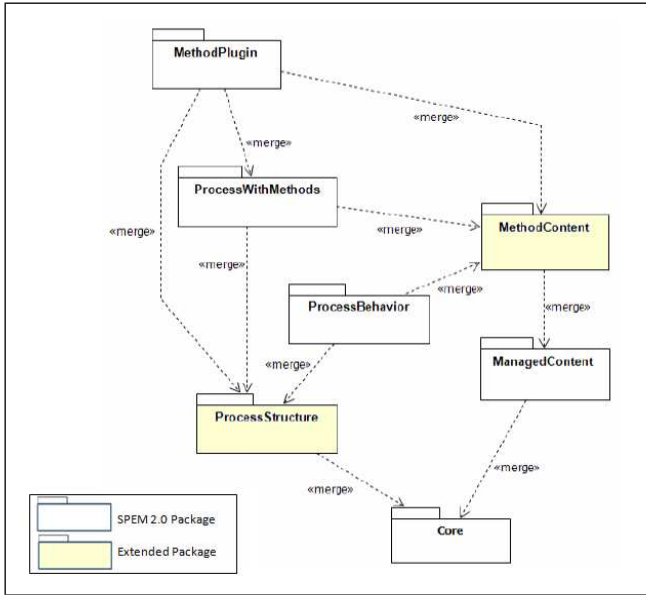 MethodPlugin
«merge»
«merge»
ProcessWithMethods
«merge»
MethodContent
«merge»
«merge»
«merge»
ProcessBehavior
«merge»
«merge»
ManagedContent
«merge»
ProcessStructure
«merge»
«merge»
Core
SPEM 2.0 Package
Extended Package